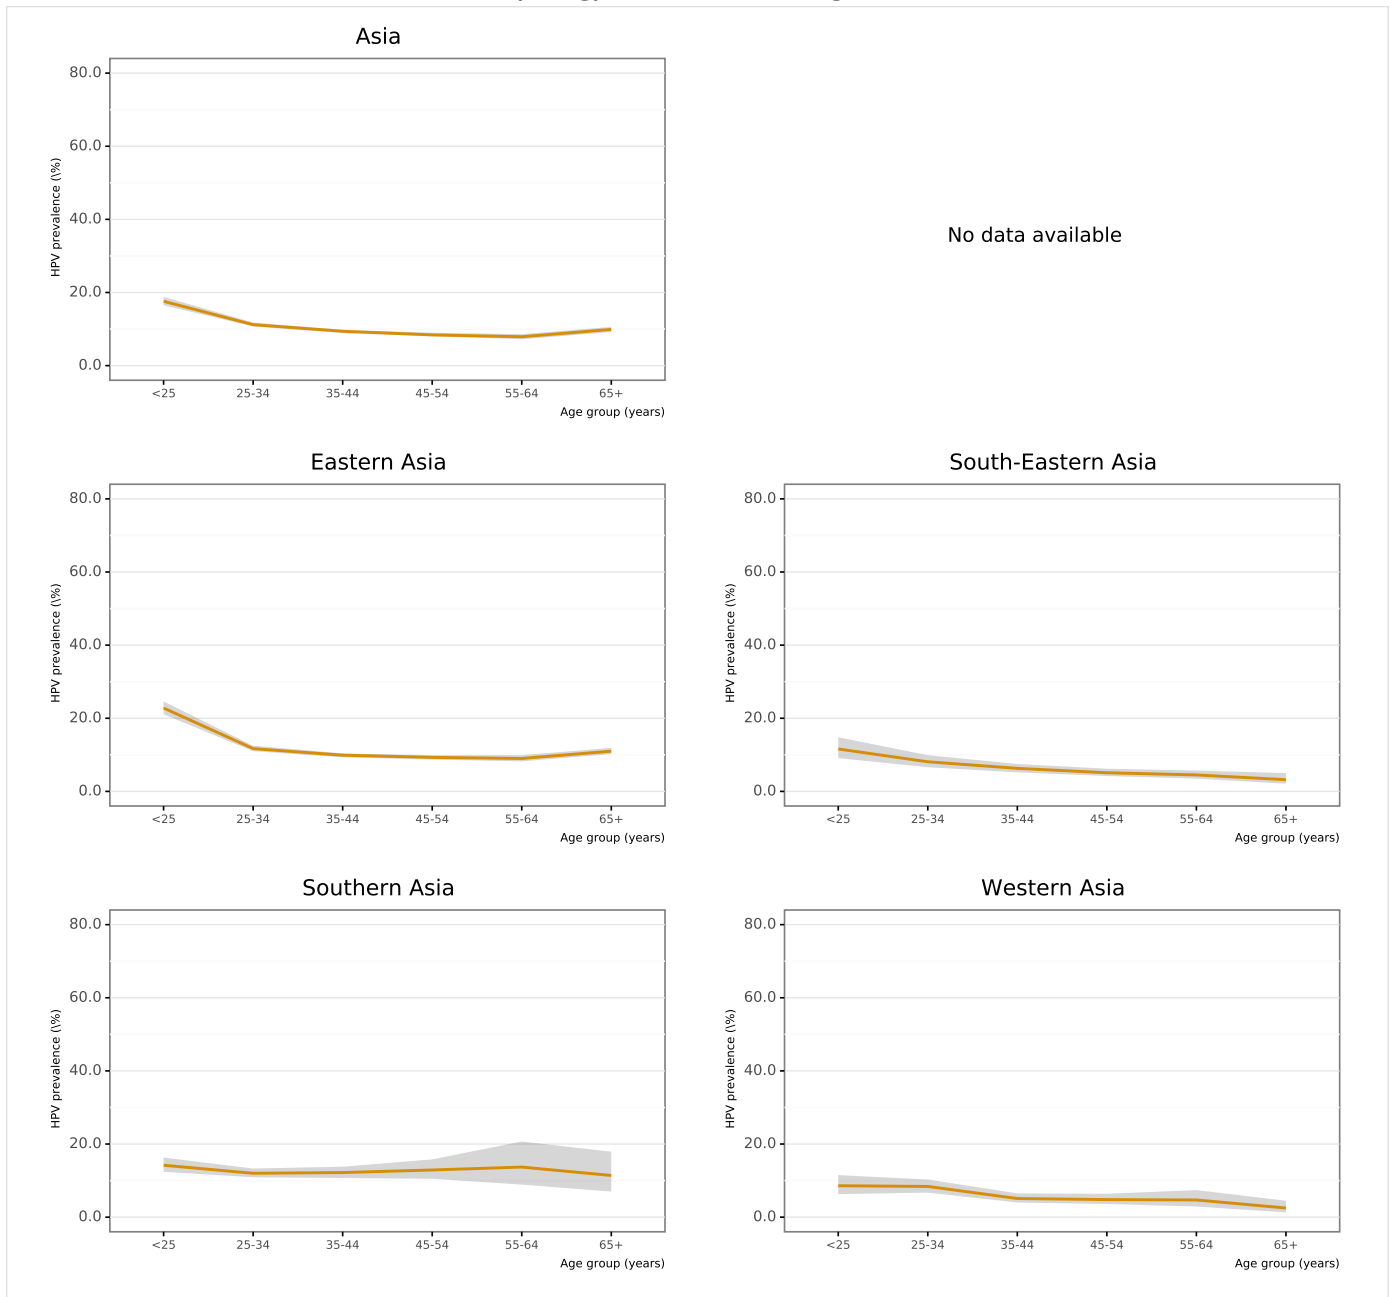 Asia
80.0
60.0
40.0
20.0
0.0
HPV prevalence (\%)
<25 25-34 35-44 45-54 55-64 65+
Age group (years)
No data available
Eastern Asia
80.0
60.0
40.0
20.0
0.0
HPV prevalence (\%)
<25 25-34 35-44 45-54 55-64 65+
Age group (years)
South-Eastern Asia
80.0
60.0
40.0
20.0
0.0
HPV prevalence (\%)
<25 25-34 35-44 45-54 55-64 65+
Age group (years)
Southern Asia
80.0
60.0
40.0
20.0
0.0
HPV prevalence (\%)
<25 25-34 35-44 45-54 55-64 65+
Age group (years)
Western Asia
80.0
60.0
40.0
20.0
0.0
HPV prevalence (\%)
<25 25-34 35-44 45-54 55-64 65+
Age group (years)